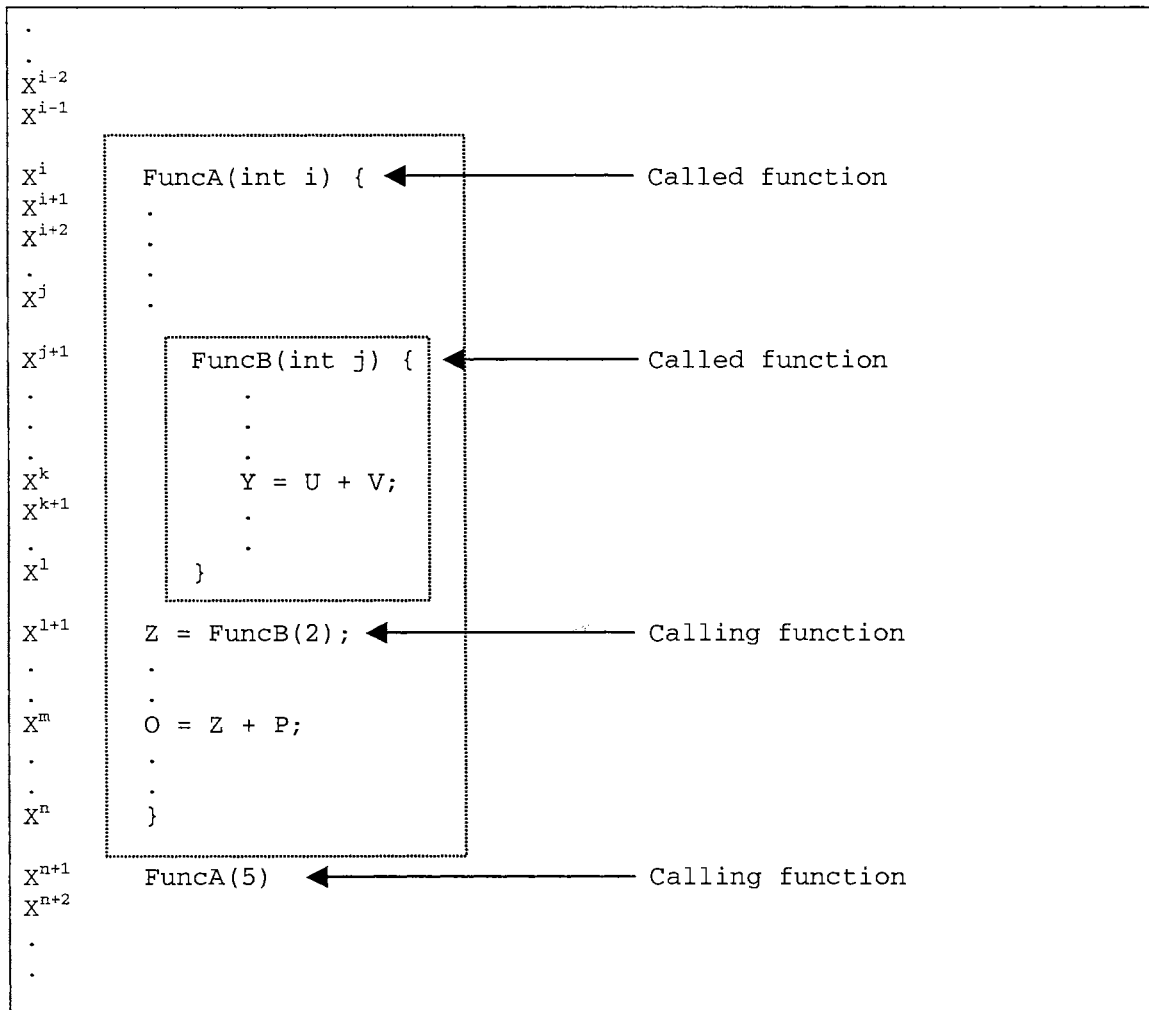 .
.
X^{i-2}
X^{i-1}
X^{i} FuncA(int i) { Called function
X^{i+1} .
X^{i+2} .
. .
X^{j} .
X^{j+1} FuncB(int j) { Called function
. .
. .
. .
X^{k} Y = U + V;
X^{k+1} .
. .
X^{l} }
X^{l+1} Z = FuncB(2); Calling function
. .
. .
X^{m} O = Z + P;
. .
. .
X^{n} }
X^{n+1} FuncA(5) Calling function
X^{n+2}
.
.